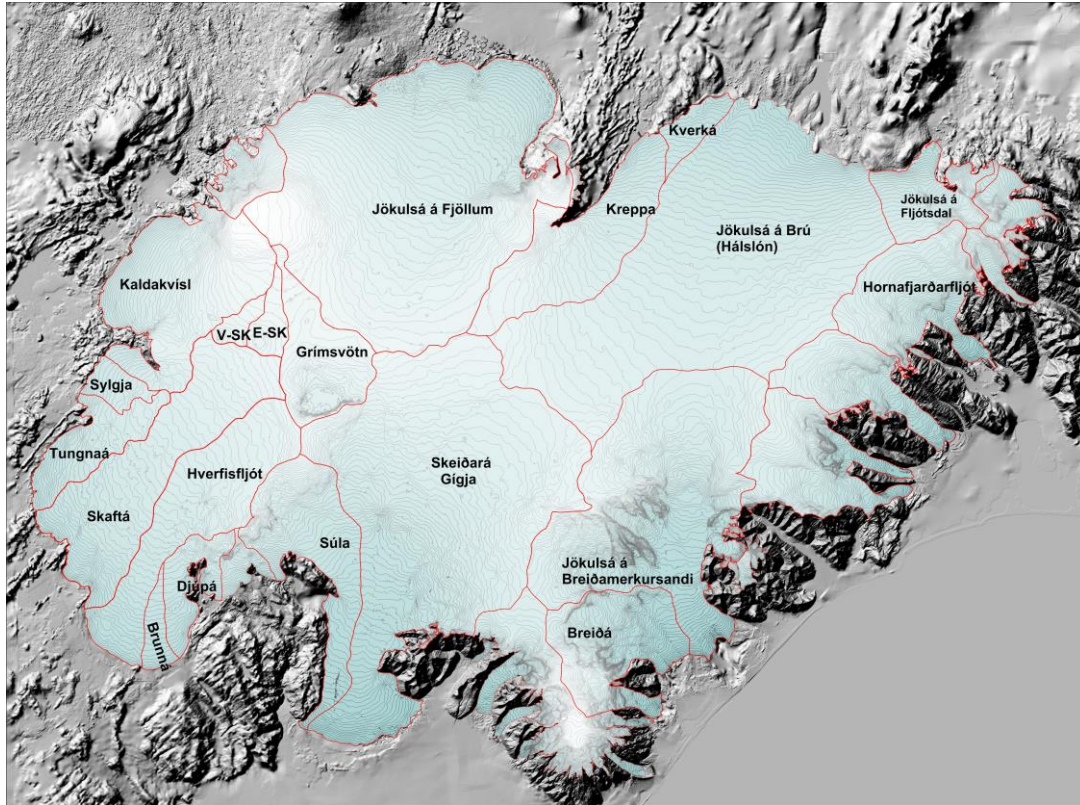 Kverká
Jökulsá á Fjöllum
Kreppa
Jökulsá á
Fljótsdal
Jökulsá á Brú
(Hálslón)
Kaldakvísl
Hornafjarðarfljót
V-SK
E-SK
Grímsvötn
Sylgja
Tungnaá
Hverfisfljót
Skeiðará
Gígja
Skaftá
Súla
Jökulsá á
Breiðamerkursandi
Djúpá
Brunná
Breiðá